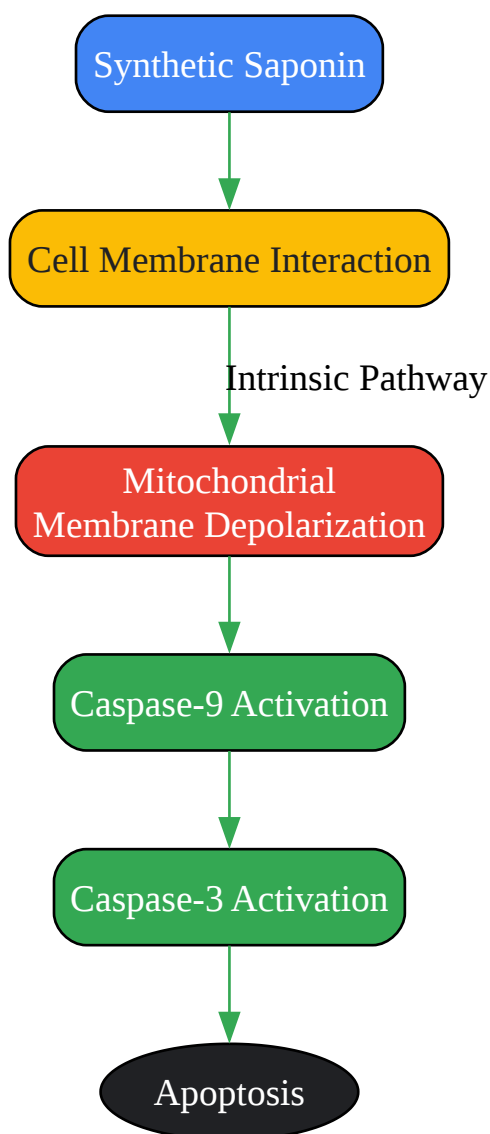 Synthetic Saponin
Cell Membrane Interaction
Intrinsic Pathway
Mitochondrial
Membrane Depolarization
Caspase-9 Activation
Caspase-3 Activation
Apoptosis